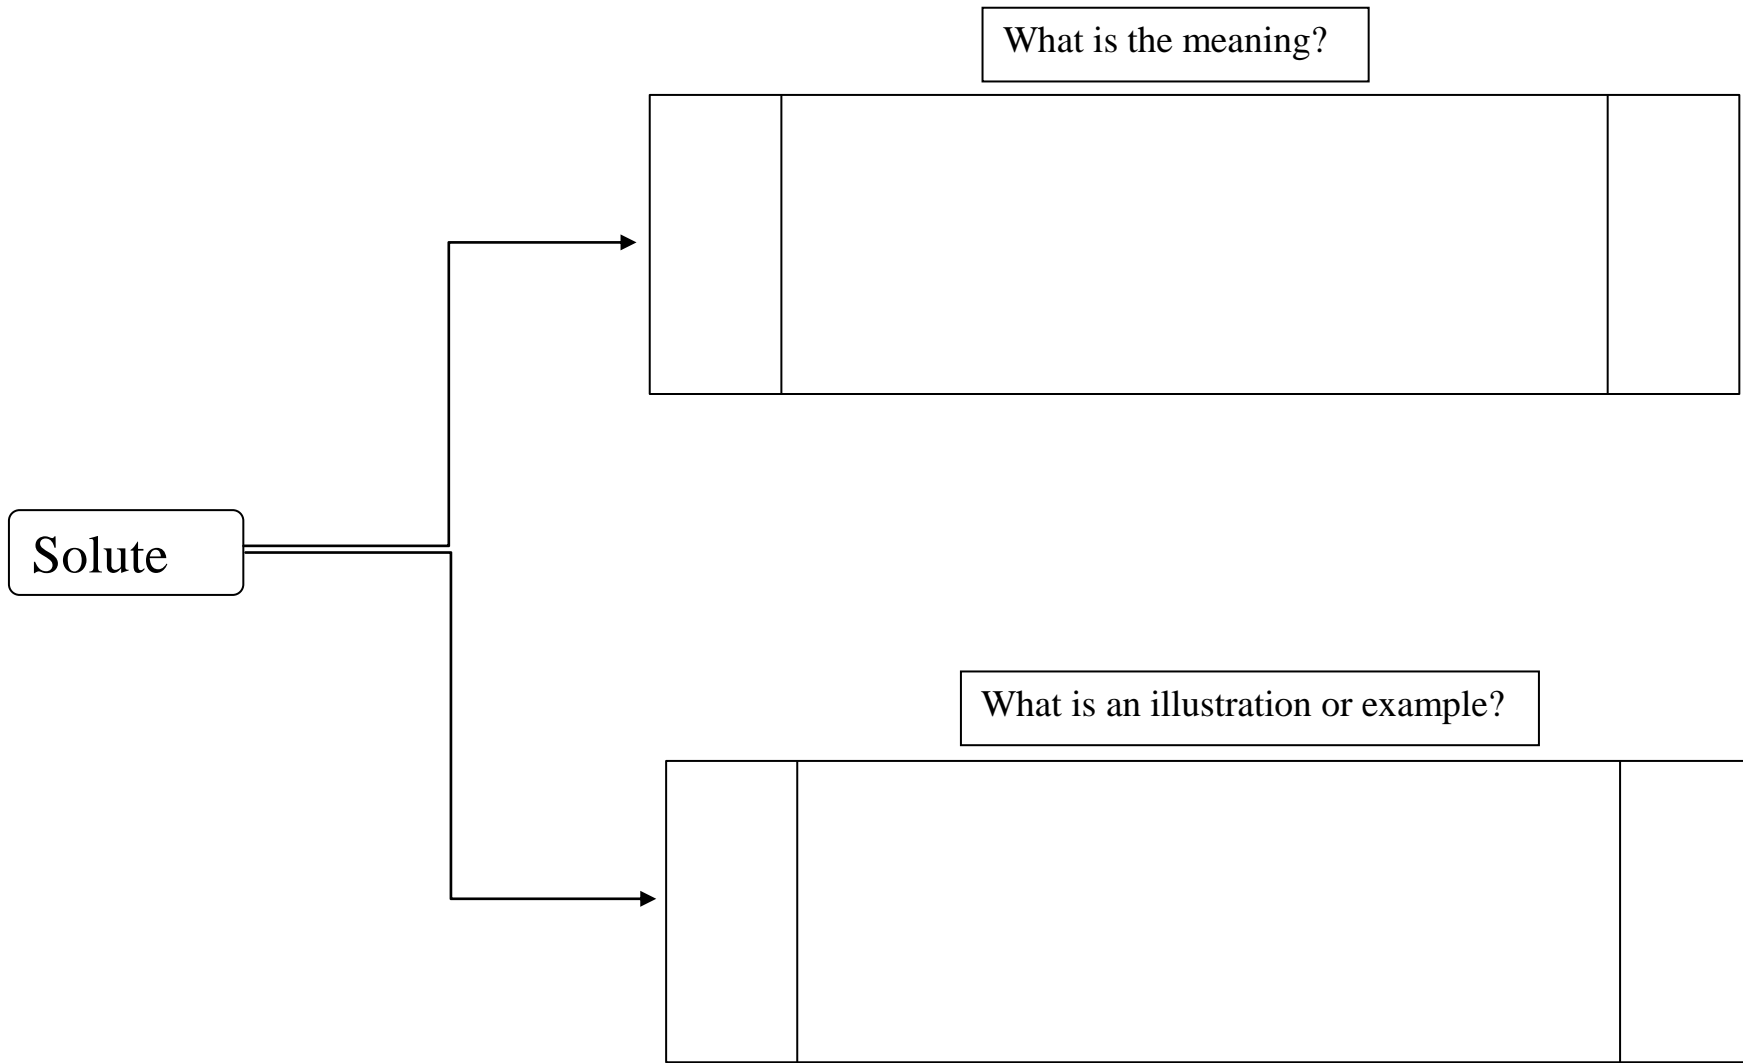 What is the meaning?
Solute
What is an illustration or example?